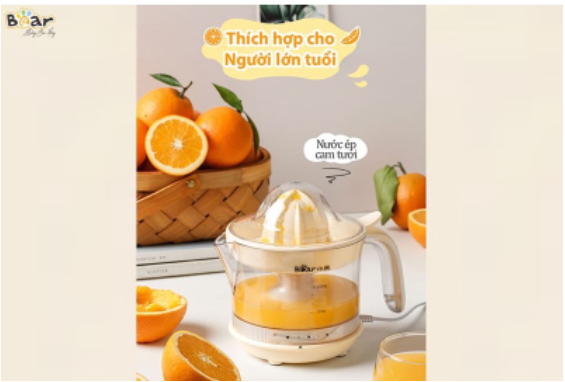 Bear
Thích hợp cho
Người lớn tuổi
Nước ép
cam tươi
Bear